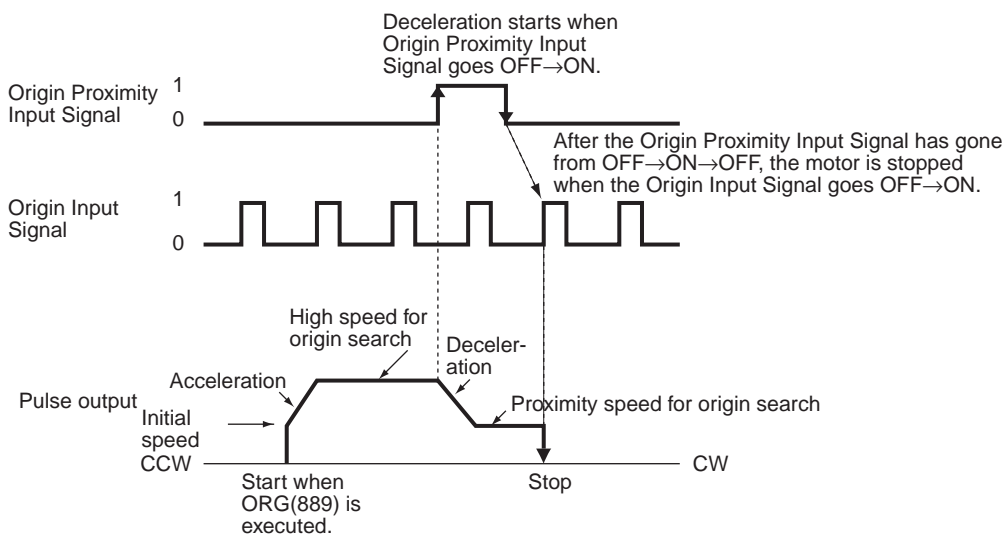 Deceleration starts when
Origin Proximity Input
Signal goes OFF→ON.
Origin Proximity
Input Signal
1
0
After the Origin Proximity Input Signal has gone
from OFF→ON→OFF, the motor is stopped
when the Origin Input Signal goes OFF→ON.
Origin Input
Signal
1
0
High speed for
origin search
Deceler-
ation
Acceleration
Pulse output
Initial
speed
Proximity speed for origin search
CCW
CW
Start when
ORG(889) is
executed.
Stop